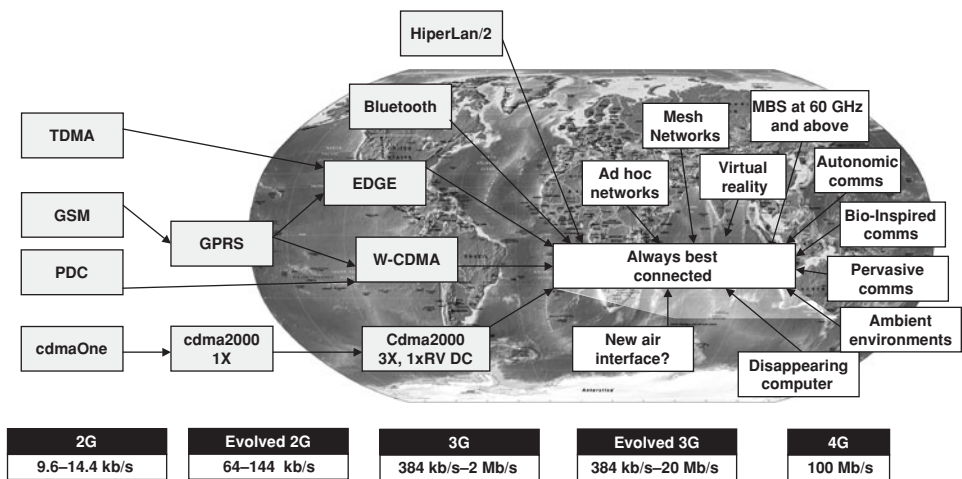 HiperLan/2
Bluetooth
Mesh
Networks
MBS at 60 GHz
and above
TDMA
EDGE
Ad hoc
networks
Virtual
reality
Autonomic
comms
GSM
GPRS
Bio-Inspired
comms
PDC
W-CDMA
Always best
connected
Pervasive
comms
cdmaOne
cdma2000
1X
Cdma2000
3X, 1xRV DC
New air
interface?
Ambient
environments
Disappearing
computer
Antarctica
2G
9.6–14.4 kb/s
Evolved 2G
64–144 kb/s
3G
384 kb/s–2 Mb/s
Evolved 3G
384 kb/s–20 Mb/s
4G
100 Mb/s